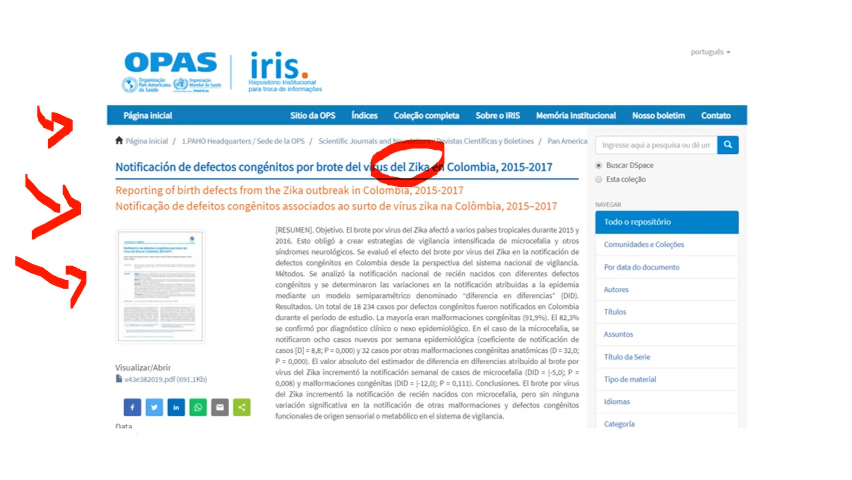 português
OPAS
Organização
Pan-Americana
da Saúde
Organização
Mundial da Saúde
iris.
Repositório Institucional
para troca de informações
Página inicial
Sitio da OPS
Índices
Coleção completa
Sobre o IRIS
Memória Institucional
Nosso boletim
Contato
Página inicial / 1.PAHO Headquarters / Sede de la OPS / Scientific Journals and Newsletters / Revistas Científicas y Boletines / Pan America
Ingresse aqui a pesquisa ou dê um
Buscar DSpace
Esta coleção
Notificación de defectos congénitos por brote del virus del Zika en Colombia, 2015-2017
Reporting of birth defects from the Zika outbreak in Colombia, 2015-2017
Notificação de defeitos congênitos associados ao surto de vírus zika na Colômbia, 2015–2017
[RESUMEN]. Objetivo. El brote por virus del Zika afectó a varios países tropicales durante 2015 y
2016. Esto obligó a crear estrategias de vigilancia intensificada de microcefalia y otros
síndromes neurológicos. Se evaluó el efecto del brote por virus del Zika en la notificación de
defectos congénitos en Colombia desde la perspectiva del sistema nacional de vigilancia.
Métodos. Se analizó la notificación nacional de recién nacidos con diferentes defectos
congénitos y se determinaron las variaciones en la notificación atribuidas a la epidemia
mediante un modelo semiparamétrico denominado “diferencia en diferencias” (DID).
Resultados. Un total de 18 234 casos por defectos congénitos fueron notificados en Colombia
durante el período de estudio. La mayoría eran malformaciones congénitas (91,9%). El 82,3%
se confirmó por diagnóstico clínico o nexo epidemiológico. En el caso de la microcefalia, se
notificaron ocho casos nuevos por semana epidemiológica (coeficiente de notificación de
casos [D] = 8,8; P = 0,000) y 32 casos por otras malformaciones congénitas anatómicas (D = 32,0;
P = 0,000). El valor absoluto del estimador de diferencia en diferencias atribuido al brote por
virus del Zika incrementó la notificación semanal de casos de microcefalia (DID = |-5,0|; P =
0,008) y malformaciones congénitas (DID = |-12,0|; P = 0,111). Conclusiones. El brote por virus
del Zika incrementó la notificación de recién nacidos con microcefalia, pero sin ninguna
variación significativa en la notificación de otras malformaciones y defectos congénitos
funcionales de origen sensorial o metabólico en el sistema de vigilancia.
Visualizar/Abrir
v43e382019.pdf (691.1Kb)
Data
NAVEGAR
Todo o repositório
Comunidades e Coleções
Por data do documento
Autores
Títulos
Assuntos
Título da Serie
Tipo de material
Idiomas
Categoría